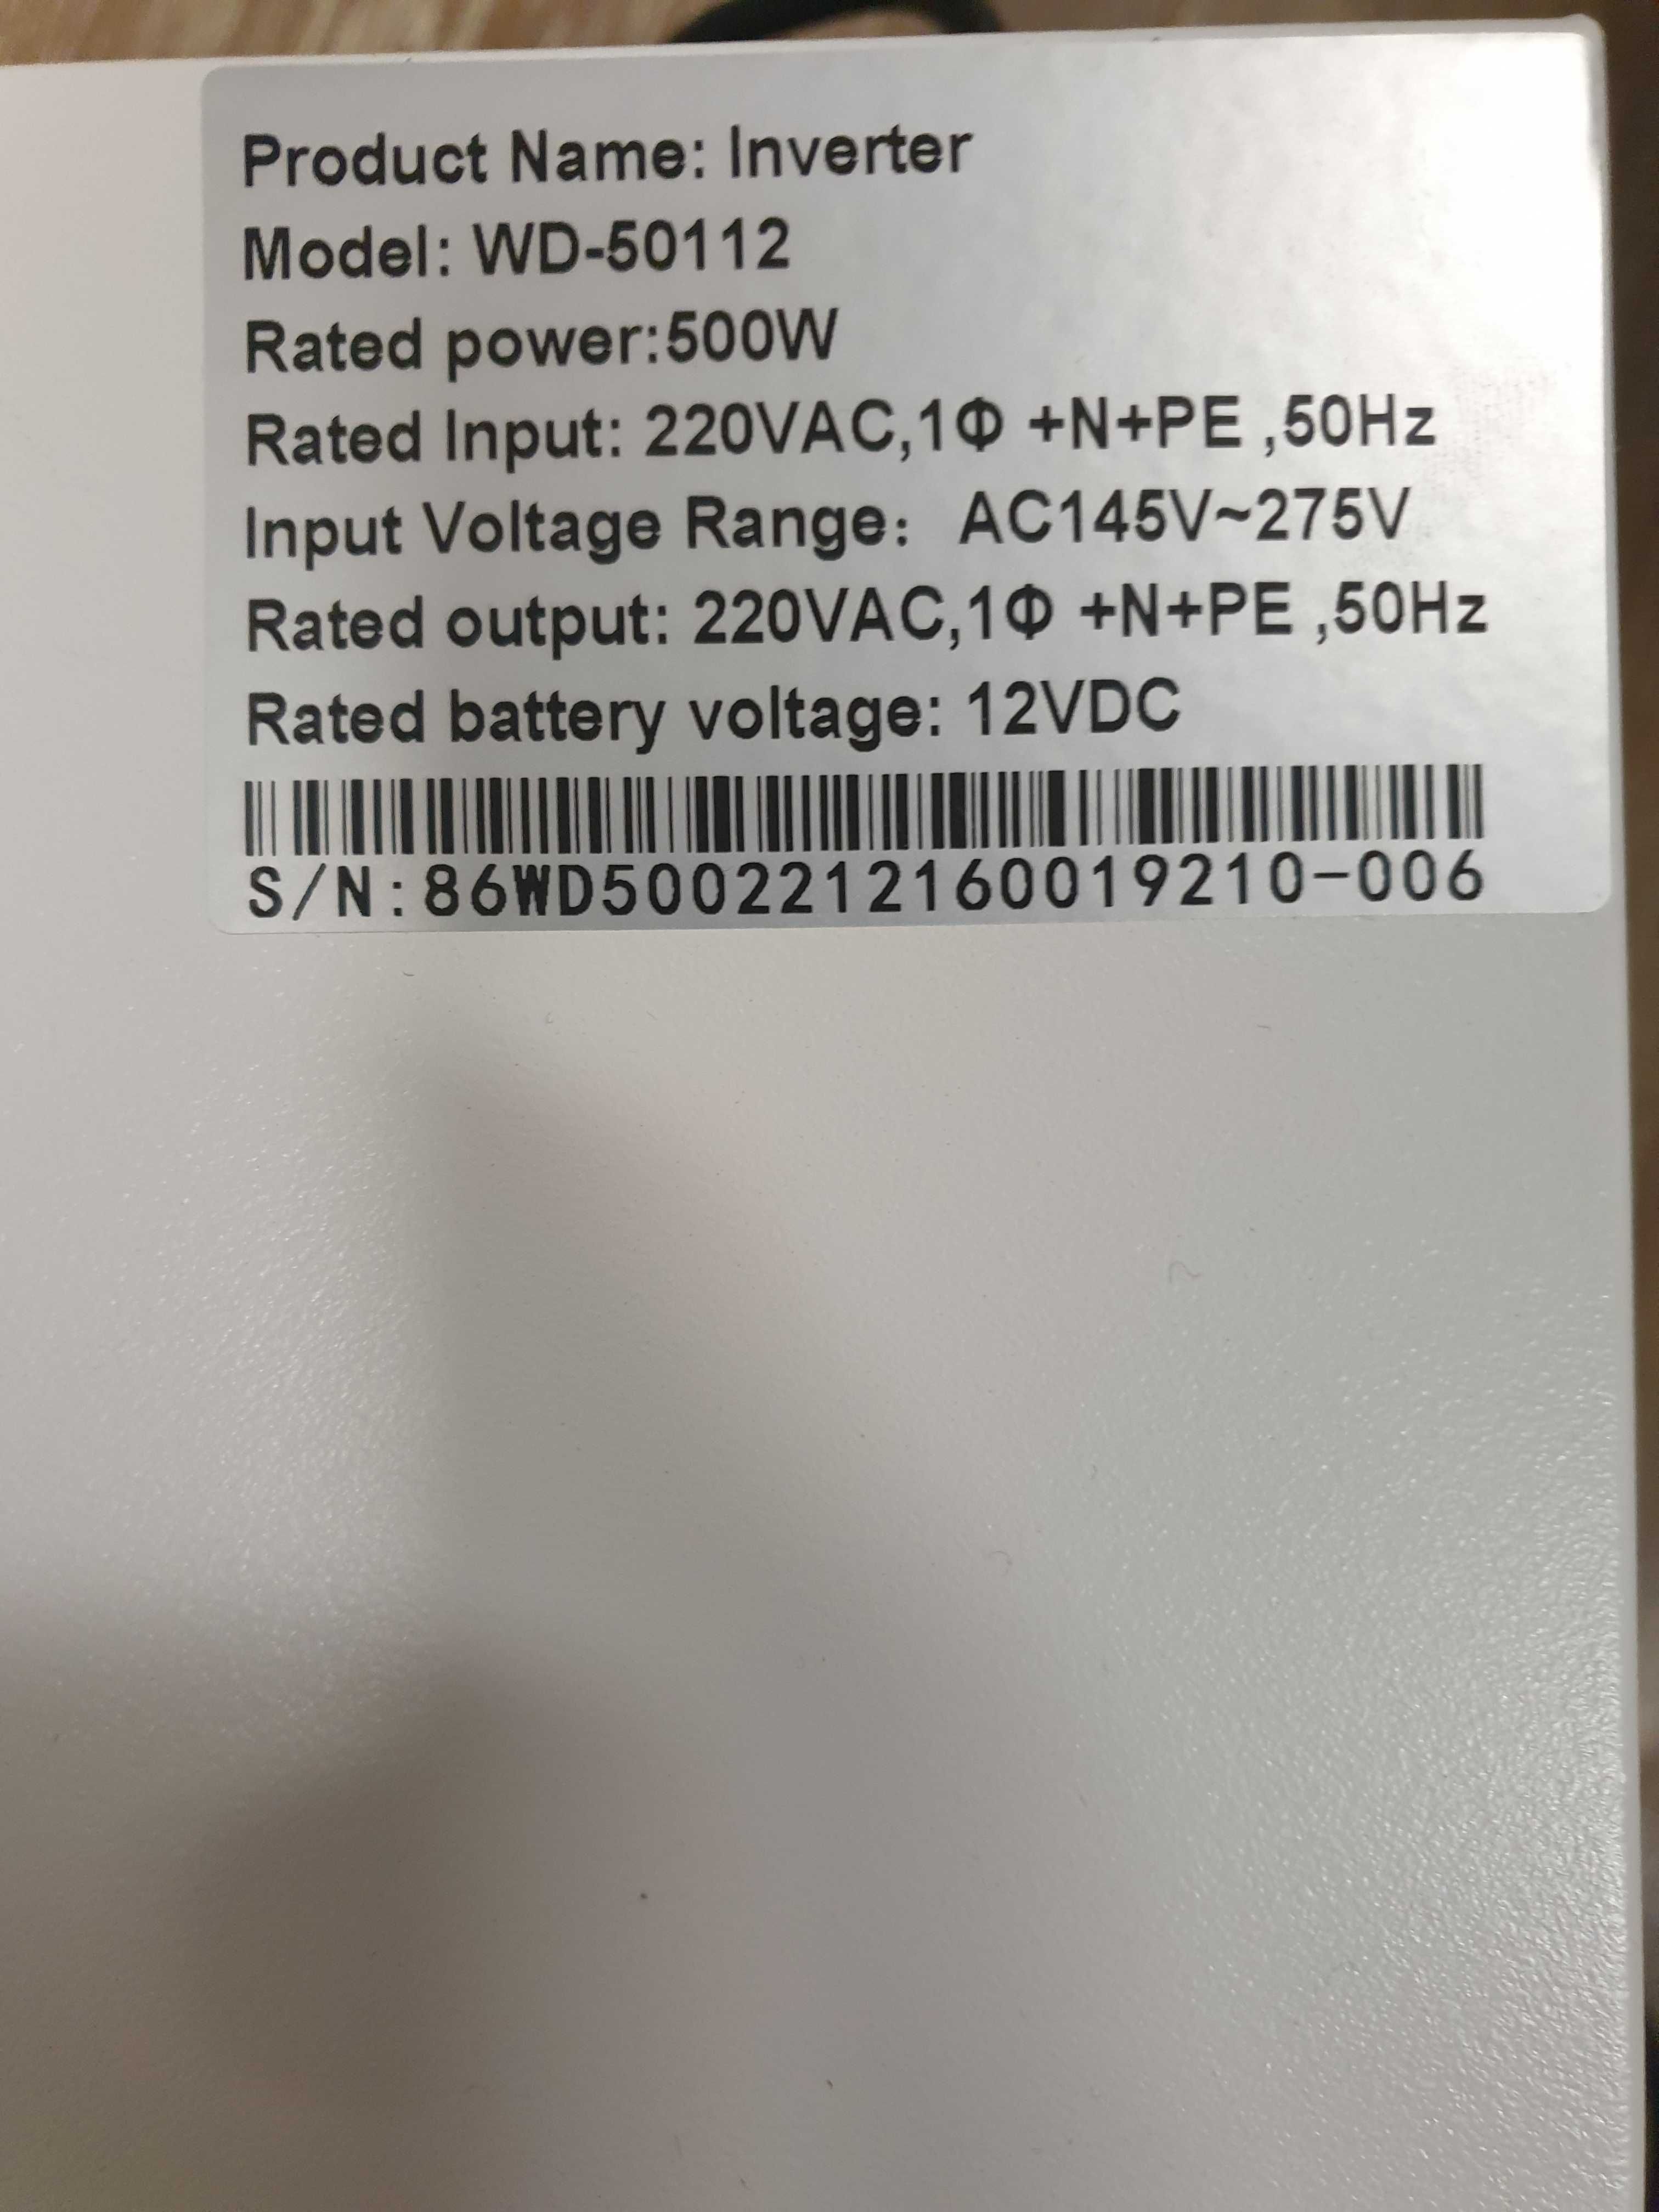 Product Name: Inverter
Model: WD-50112
Rated power:500W
Rated Input: 220VAC,1Φ +N+PE ,50Hz
Input Voltage Range: AC145V~275V
Rated output: 220VAC,1Φ +N+PE ,50Hz
Rated battery voltage: 12VDC
S/N:86WD5002212160019210-006